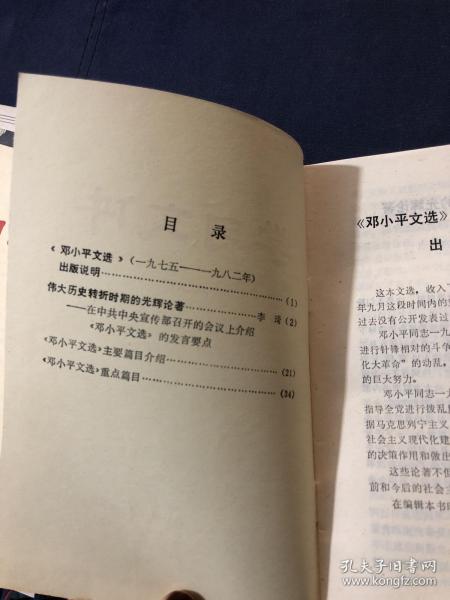 目录
《邓小平文选》(一九七五——一九八二年)
出版说明……(1)
伟大历史转折时期的光辉论著……李琦(2)
——在中共中央宣传部召开的会议上介绍
《邓小平文选》的发言要点
《邓小平文选》主要篇目介绍……(21)
《邓小平文选》重点篇目……(34)
《邓小平文选》
出
这本文选，收入
年九月这段时间内的
过去没有公开发表过
邓小平同志一九
进行针锋相对的斗争
化大革命”的动乱，
的巨大努力。
邓小平同志一九
指导全党进行拨乱
据马克思列宁主义
社会主义现代化建
的决策作用和做出
这些论著不但
前和今后的社会主
在编辑本书
孔夫子旧书网
www.kongfz.com